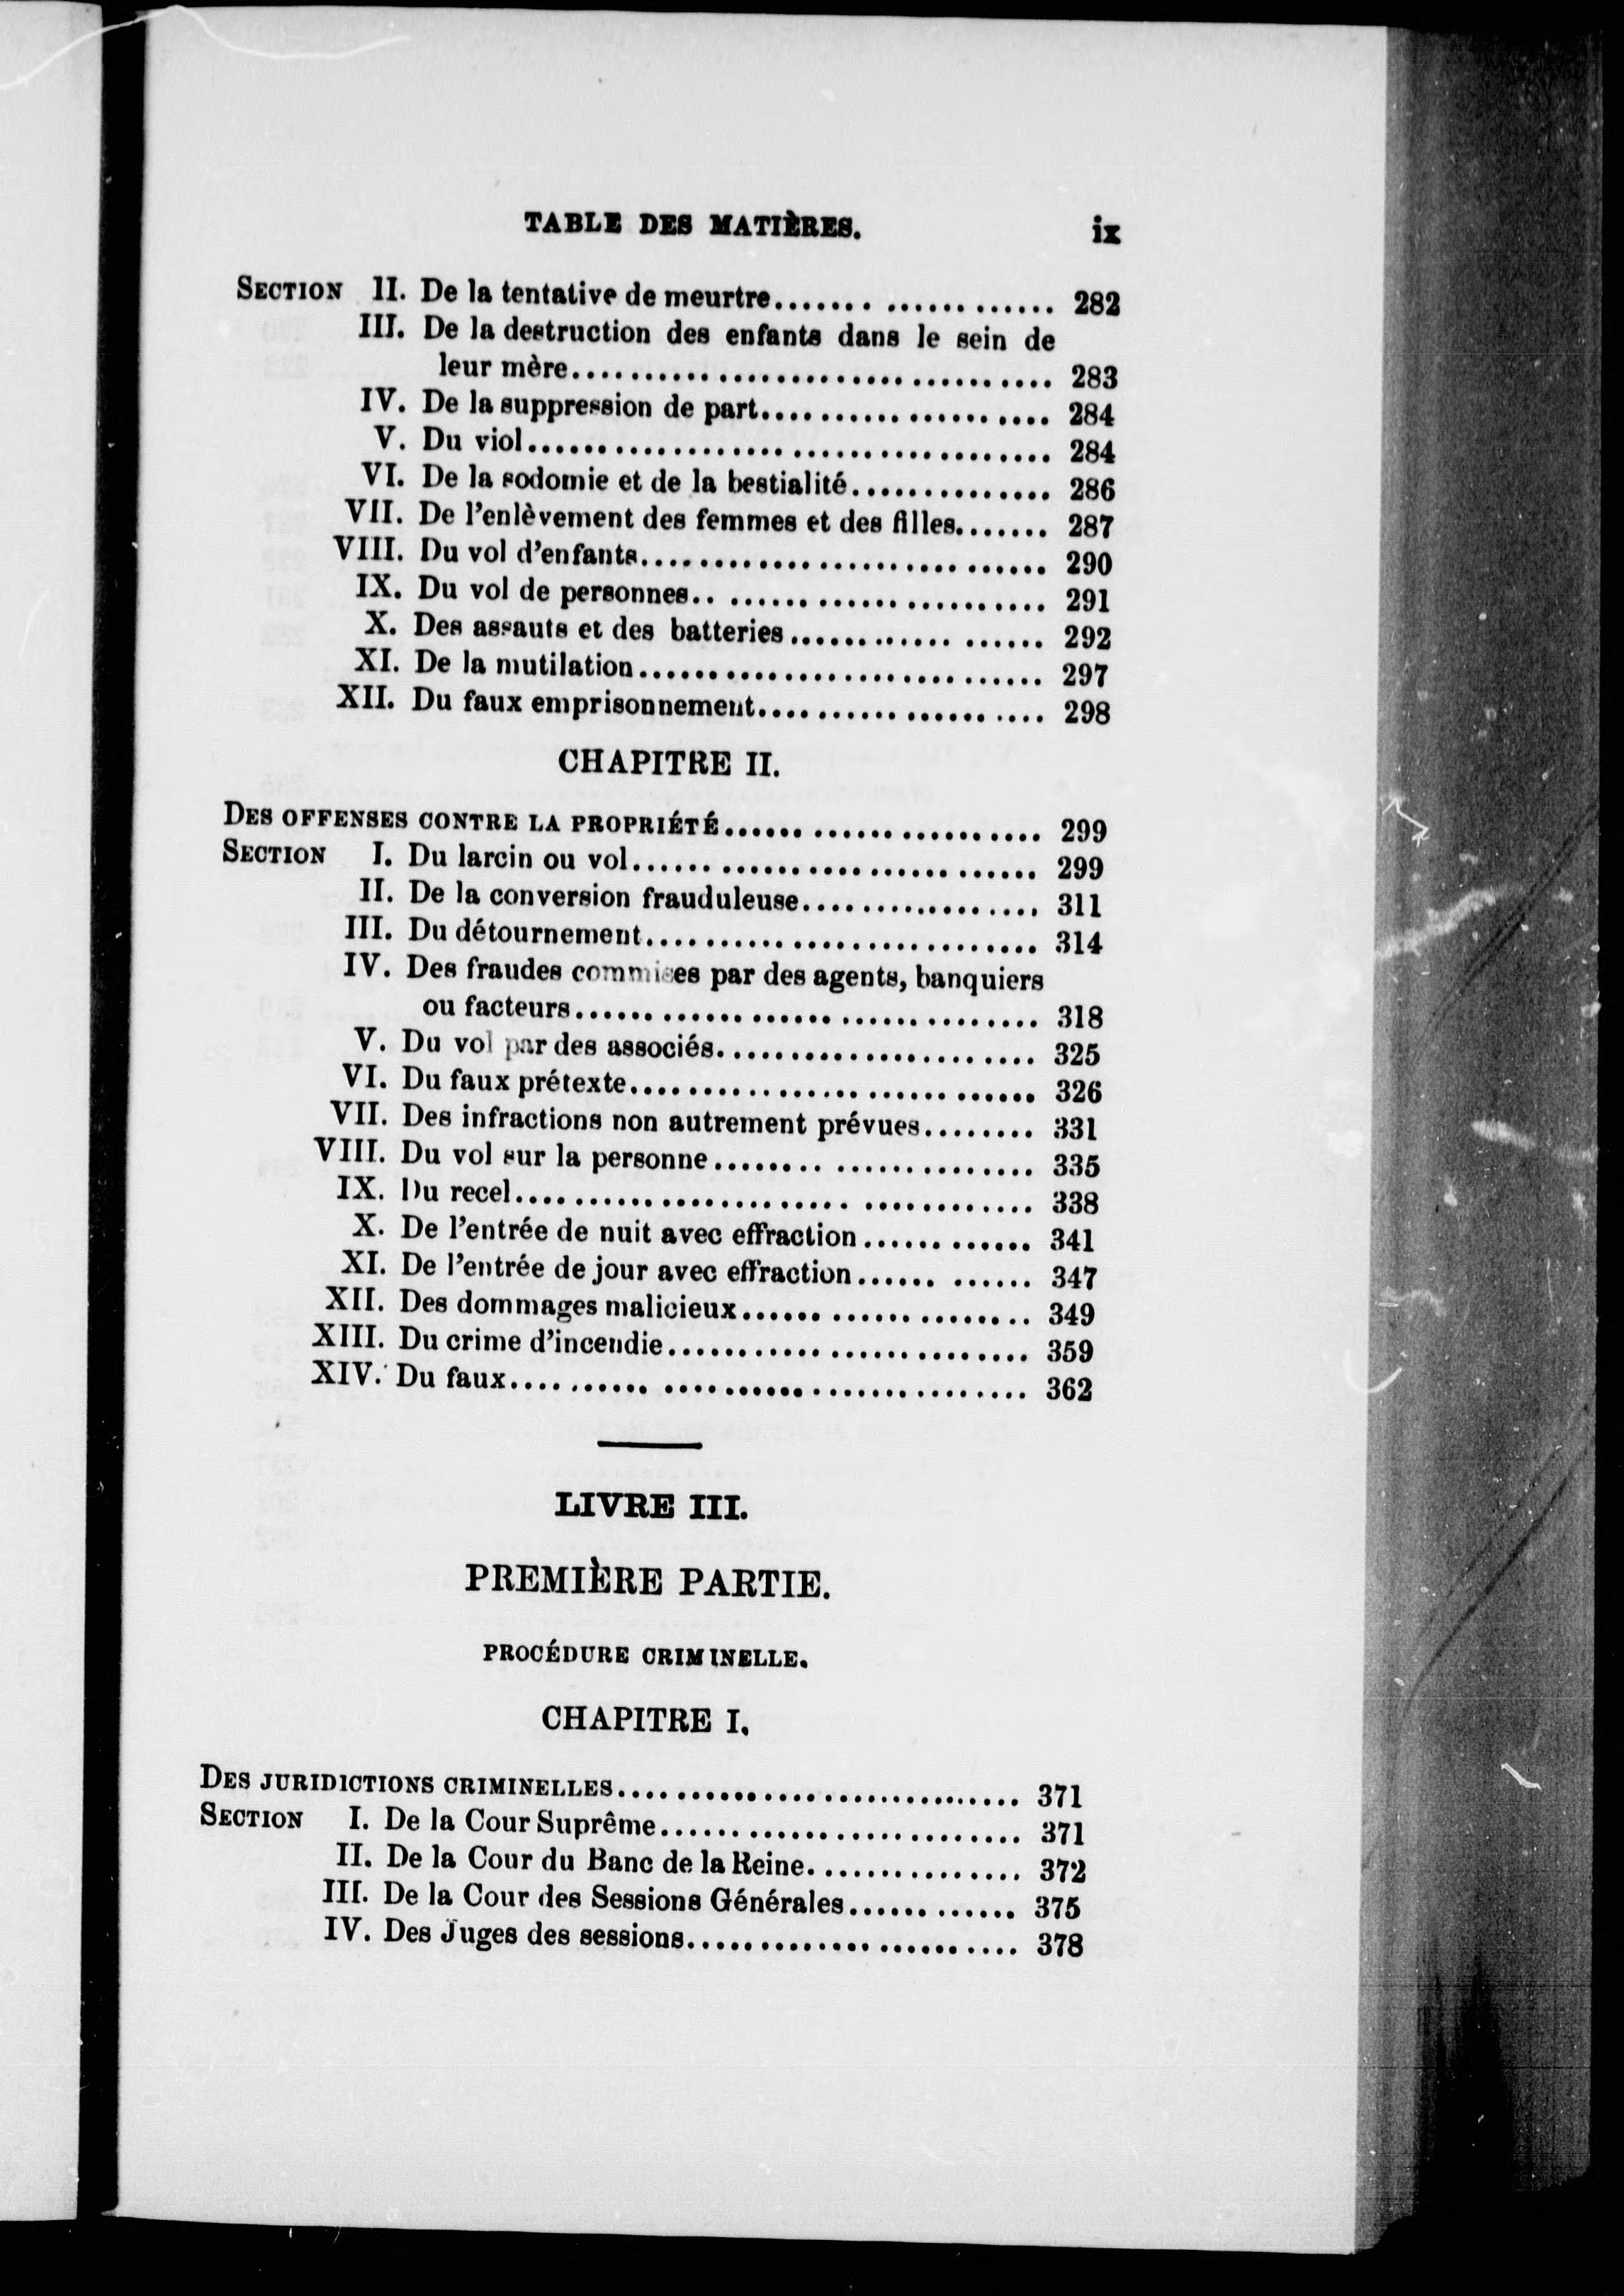 TABLE DES MATIÈRES. ix
SECTION II. De la tentative de meurtre....... ...... ...... 282
III. De la destruction des enfants dans le sein de
leur mère.................................. 283
IV. De la suppression de part.......... ...... .... 284
V. Du viol.................. .................. 284
VI. De la sodomie et de la bestialité.............. 286
VII. De l'enlèvement des femmes et des filles....... 287
VIII. Du vol d'enfants...................... ...... 290
IX. Du vol de personnes.. ...... ...... .......... 291
X. Des assauts et des batteries............ ...... 292
XI. De la mutilation...................... ...... 297
XII. Du faux emprisonnement.......... ...... .... 298
CHAPITRE II.
DES OFFENSES CONTRE LA PROPRIÉTÉ...... ...... .......... 299
SECTION I. Du larcin ou vol...... ................ ...... 299
II. De la conversion frauduleuse................. 311
III. Du détournement.......... .................. 314
IV. Des fraudes commises par des agents, banquiers
ou facteurs...... ...... ...... .............. 318
V. Du vol par des associés...................... 325
VI. Du faux prétexte................ ...... ...... 326
VII. Des infractions non autrement prévues........ 331
VIII. Du vol sur la personne........ .............. 335
IX. Du recel...................... ............ 338
X. De l'entrée de nuit avec effraction...... ...... 341
XI. De l'entrée de jour avec effraction...... ...... 347
XII. Des dommages malicieux...... ...... ........ 349
XIII. Du crime d'incendie........... .............. 359
XIV. Du faux.... ...... .... .................... 362
LIVRE III.
PREMIÈRE PARTIE.
PROCÉDURE CRIMINELLE.
CHAPITRE I.
DES JURIDICTIONS CRIMINELLES............................ 371
SECTION I. De la Cour Suprême...... ................... 371
II. De la Cour du Banc de la Reine................ 372
III. De la Cour des Sessions Générales...... ...... 375
IV. Des Juges des sessions............. .......... 378